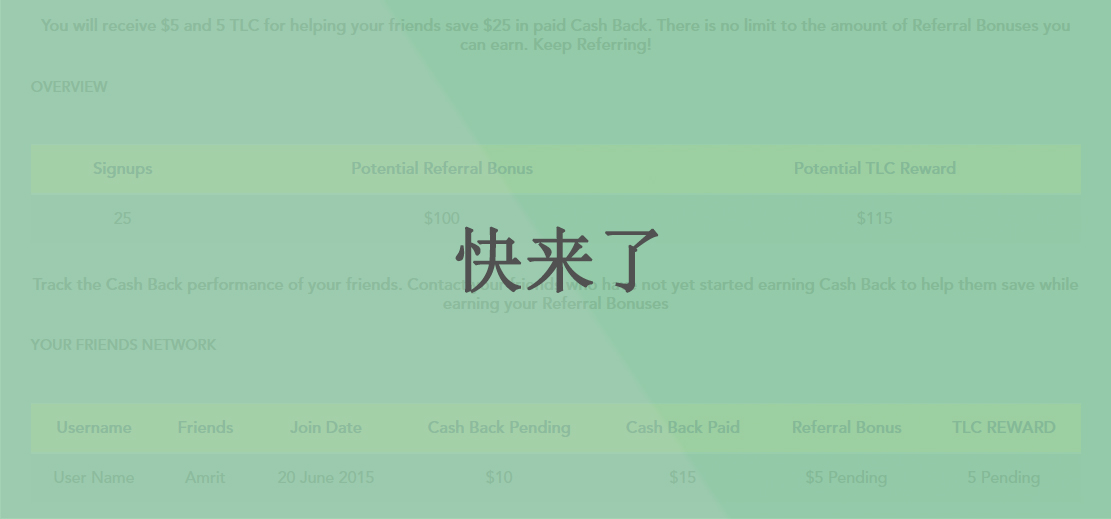 You will receive $5 and 5 TLC for helping your friends save $25 in paid Cash Back. There is no limit to the amount of Referral Bonuses you
can earn. Keep Referring!
OVERVIEW
Signups Potential Referral Bonus Potential TLC Reward
25 $100 $115
快来了
Track the Cash Back performance of your friends. Contact your friends who have not yet started earning Cash Back to help them save while
earning your Referral Bonuses
YOUR FRIENDS NETWORK
Username Friends Join Date Cash Back Pending Cash Back Paid Referral Bonus TLC REWARD
User Name Amrit 20 June 2015 $10 $15 $5 Pending 5 Pending